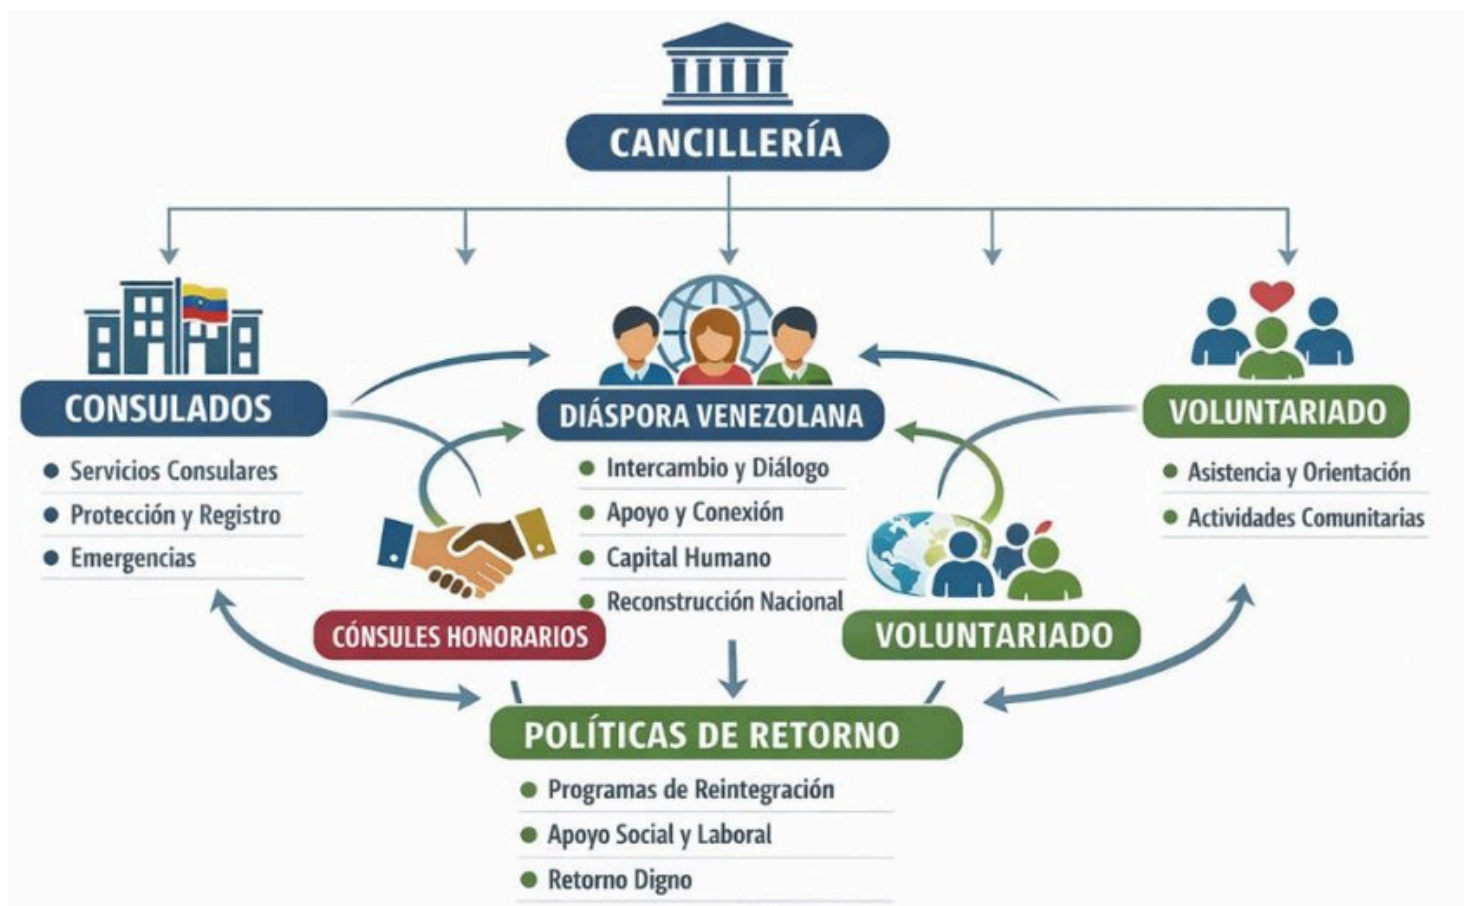 CANCILLERÍA
CONSULADOS
Servicios Consulares
Protección y Registro
Emergencias
DIÁSPORA VENEZOLANA
Intercambio y Diálogo
Apoyo y Conexión
Capital Humano
Reconstrucción Nacional
VOLUNTARIADO
Asistencia y Orientación
Actividades Comunitarias
CÓNSULES HONORARIOS
VOLUNTARIADO
POLÍTICAS DE RETORNO
Programas de Reintegración
Apoyo Social y Laboral
Retorno Digno